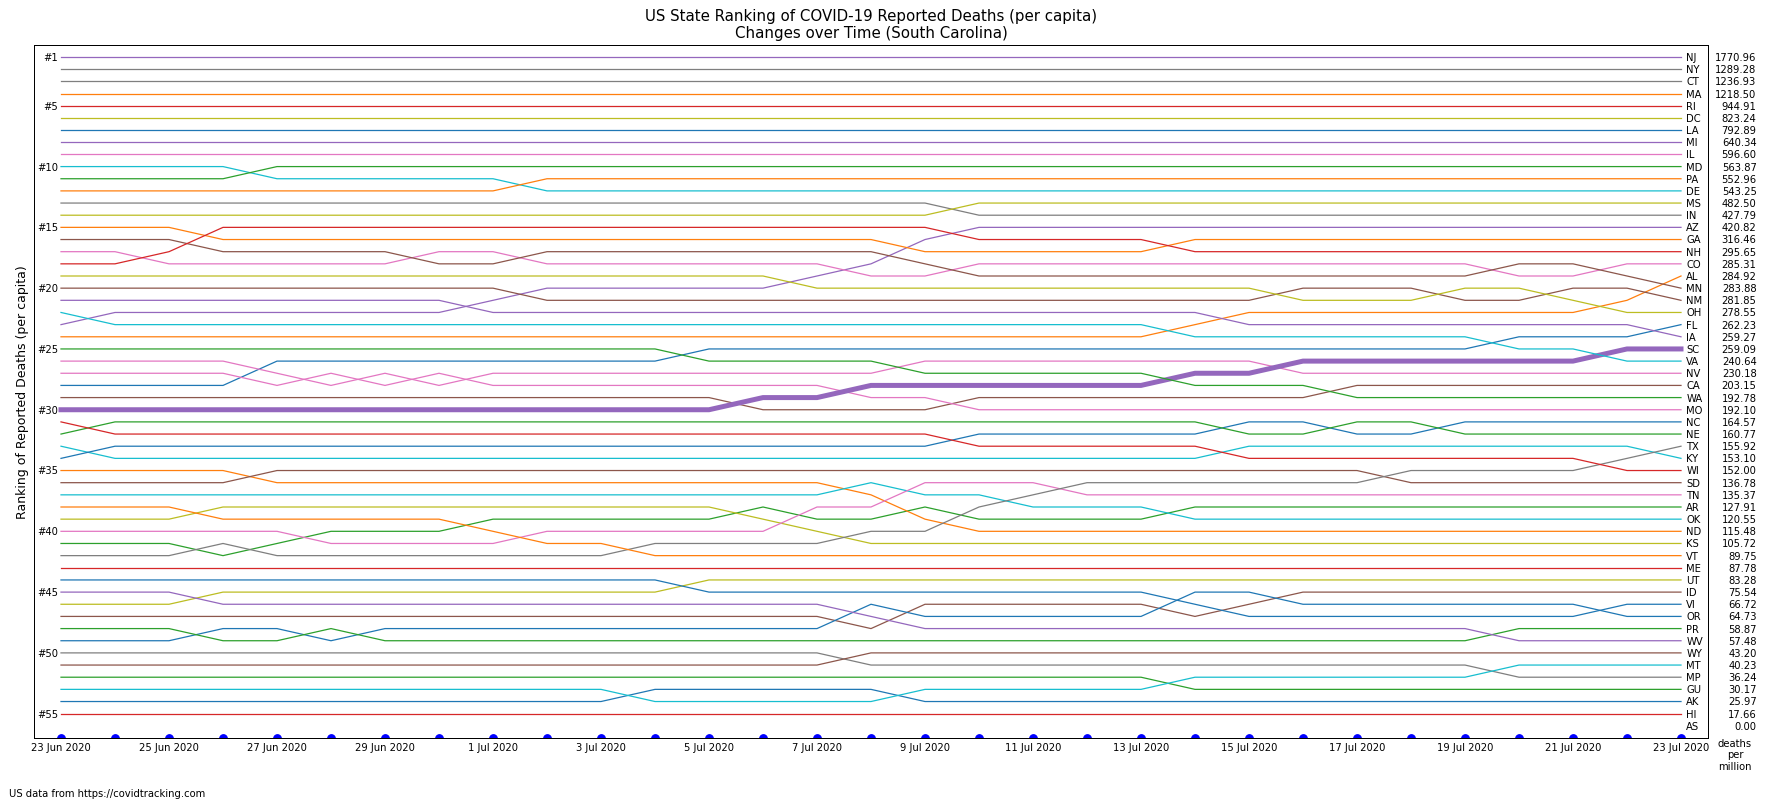 US State Ranking of COVID-19 Reported Deaths (per capita)
Changes over Time (South Carolina)
Ranking of Reported Deaths (per capita)
#1
#5
#10
#15
#20
#25
#30
#35
#40
#45
#50
#55
NJ 1770.96
NY 1289.28
CT 1236.93
MA 1218.50
RI 944.91
DC 823.24
LA 792.89
MI 640.34
IL 596.60
MD 563.87
PA 552.96
DE 543.25
MS 482.50
IN 427.79
AZ 420.82
GA 316.46
NH 295.65
CO 285.31
AL 284.92
MN 283.88
NM 281.85
OH 278.55
FL 262.23
IA 259.27
SC 259.09
VA 240.64
NV 230.18
CA 203.15
WA 192.78
MO 192.10
NC 164.57
NE 160.77
TX 155.92
KY 153.10
WI 152.00
SD 136.78
TN 135.37
AR 127.91
OK 120.55
ND 115.48
KS 105.72
VT 89.75
ME 87.78
UT 83.28
ID 75.54
VI 66.72
OR 64.73
PR 58.87
WV 57.48
WY 43.20
MT 40.23
MP 36.24
GU 30.17
AK 25.97
HI 17.66
AS 0.00
23 Jun 2020 25 Jun 2020 27 Jun 2020 29 Jun 2020 1 Jul 2020 3 Jul 2020 5 Jul 2020 7 Jul 2020 9 Jul 2020 11 Jul 2020 13 Jul 2020 15 Jul 2020 17 Jul 2020 19 Jul 2020 21 Jul 2020 23 Jul 2020
deaths
per
million
US data from https://covidtracking.com